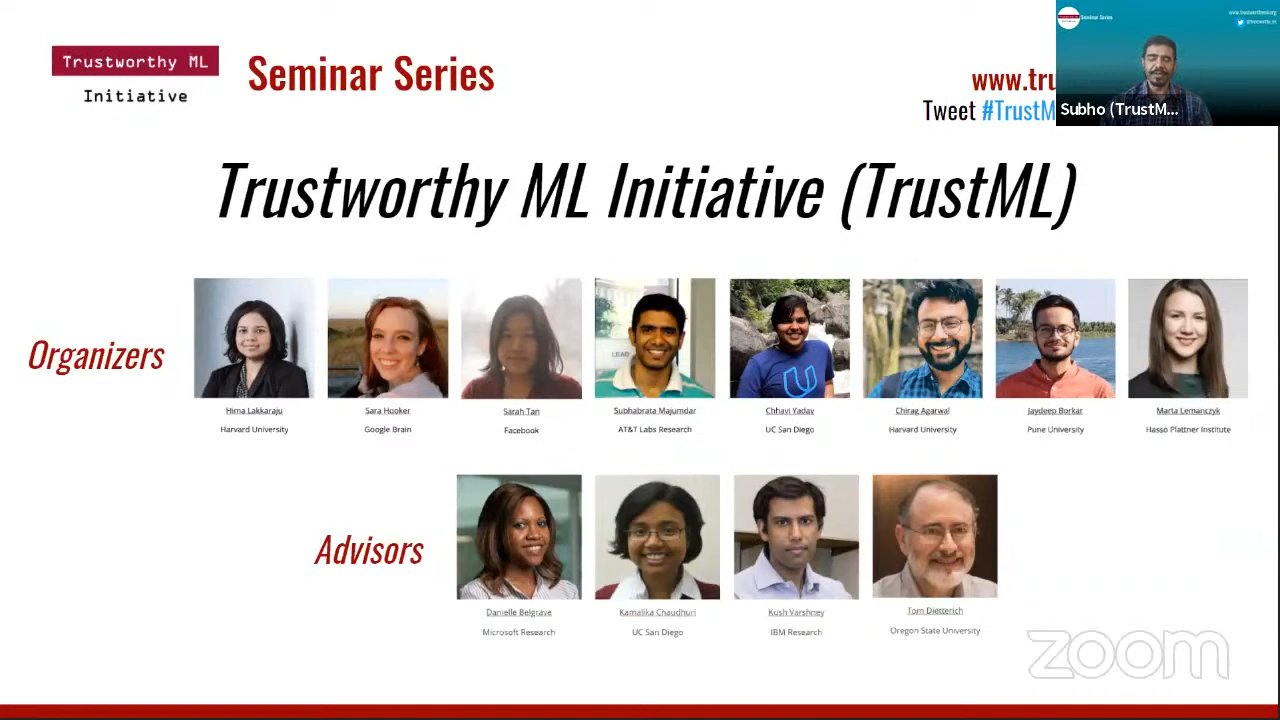 Trustworthy ML
Initiative
Seminar Series
www.tru
Tweet #TrustM
Seminar Series
Subho (TrustM...
Trustworthy ML Initiative (TrustML)
Organizers
LEAD
Hima Lakkaraju
Harvard University
Sara Hooker
Google Brain
Sarah Tan
Facebook
Subhabrata Majumdar
AT&T Labs Research
Chhavi Yadav
UC San Diego
Chirag Agarwal
Harvard University
Jaydeep Borkar
Pune University
Marta Lemanczyk
Hasso Plattner Institute
Advisors
Danielle Belgrave
Microsoft Research
Kamalika Chaudhuri
UC San Diego
Kush Varshney
IBM Research
Tom Dietterich
Oregon State University
zoom